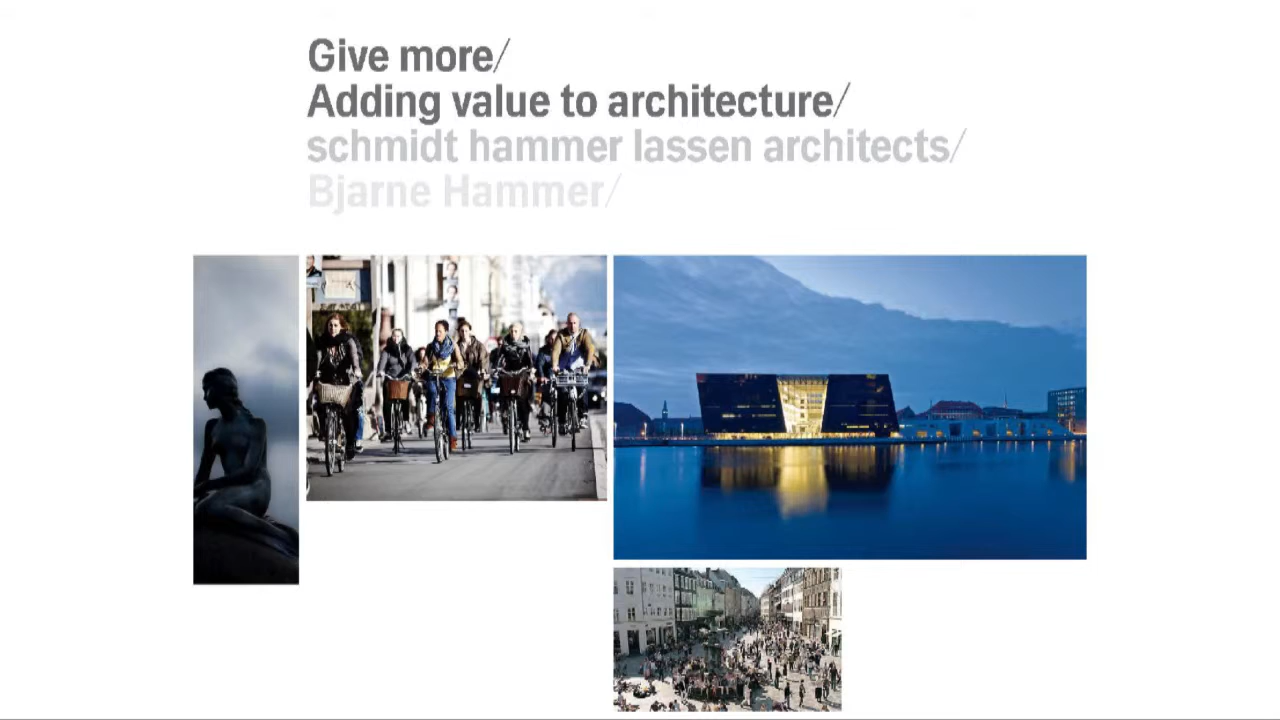 Give more/
Adding value to architecture/
schmidt hammer lassen architects/
Bjarne Hammer/